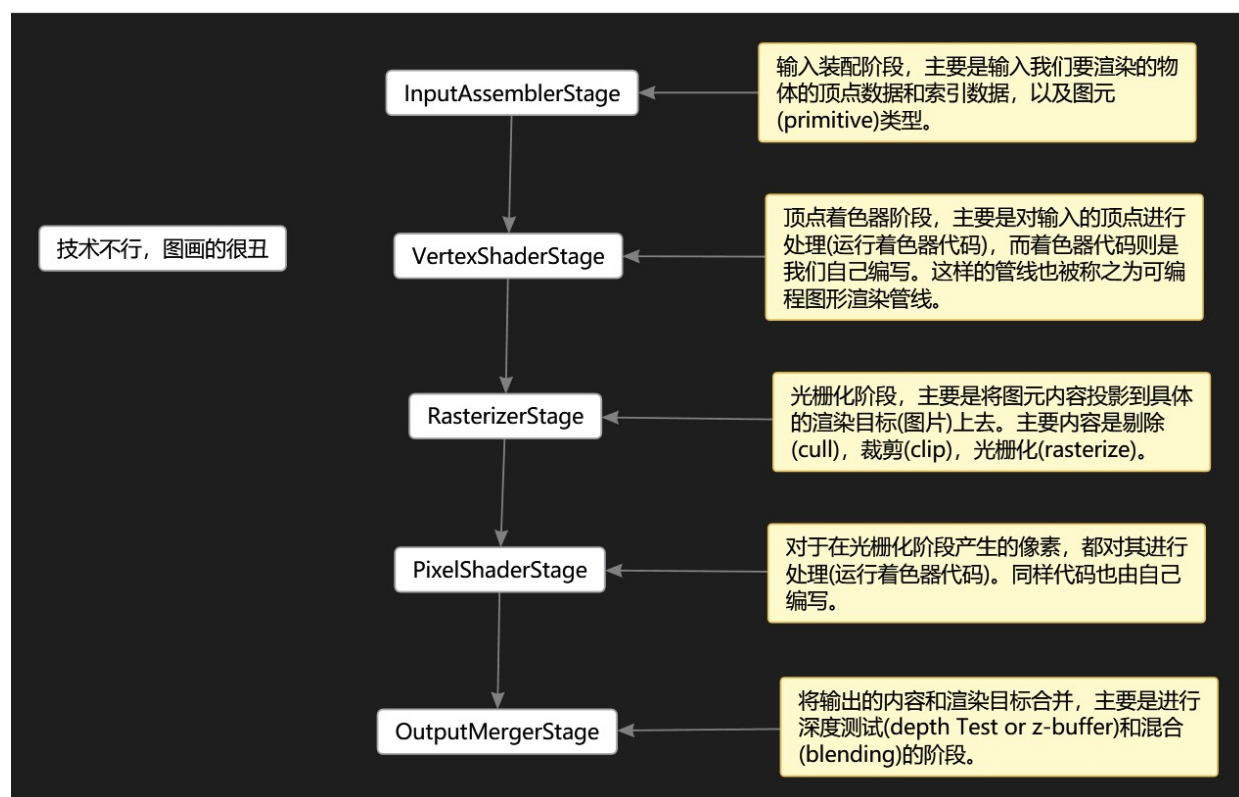 InputAssemblerStage
输入装配阶段，主要是输入我们要渲染的物
体的顶点数据和索引数据，以及图元
(primitive)类型。
技术不行，图画的很丑
VertexShaderStage
顶点着色器阶段，主要是对输入的顶点进行
处理(运行着色器代码)，而着色器代码则是
我们自己编写。这样的管线也被称之为可编
程图形渲染管线。
RasterizerStage
光栅化阶段，主要是将图元内容投影到具体
的渲染目标(图片)上去。主要内容是剔除
(cull)，裁剪(clip)，光栅化(rasterize)。
PixelShaderStage
对于在光栅化阶段产生的像素，都对其进行
处理(运行着色器代码)。同样代码也由自己
编写。
OutputMergerStage
将输出的内容和渲染目标合并，主要是进行
深度测试(depth Test or z-buffer)和混合
(blending)的阶段。